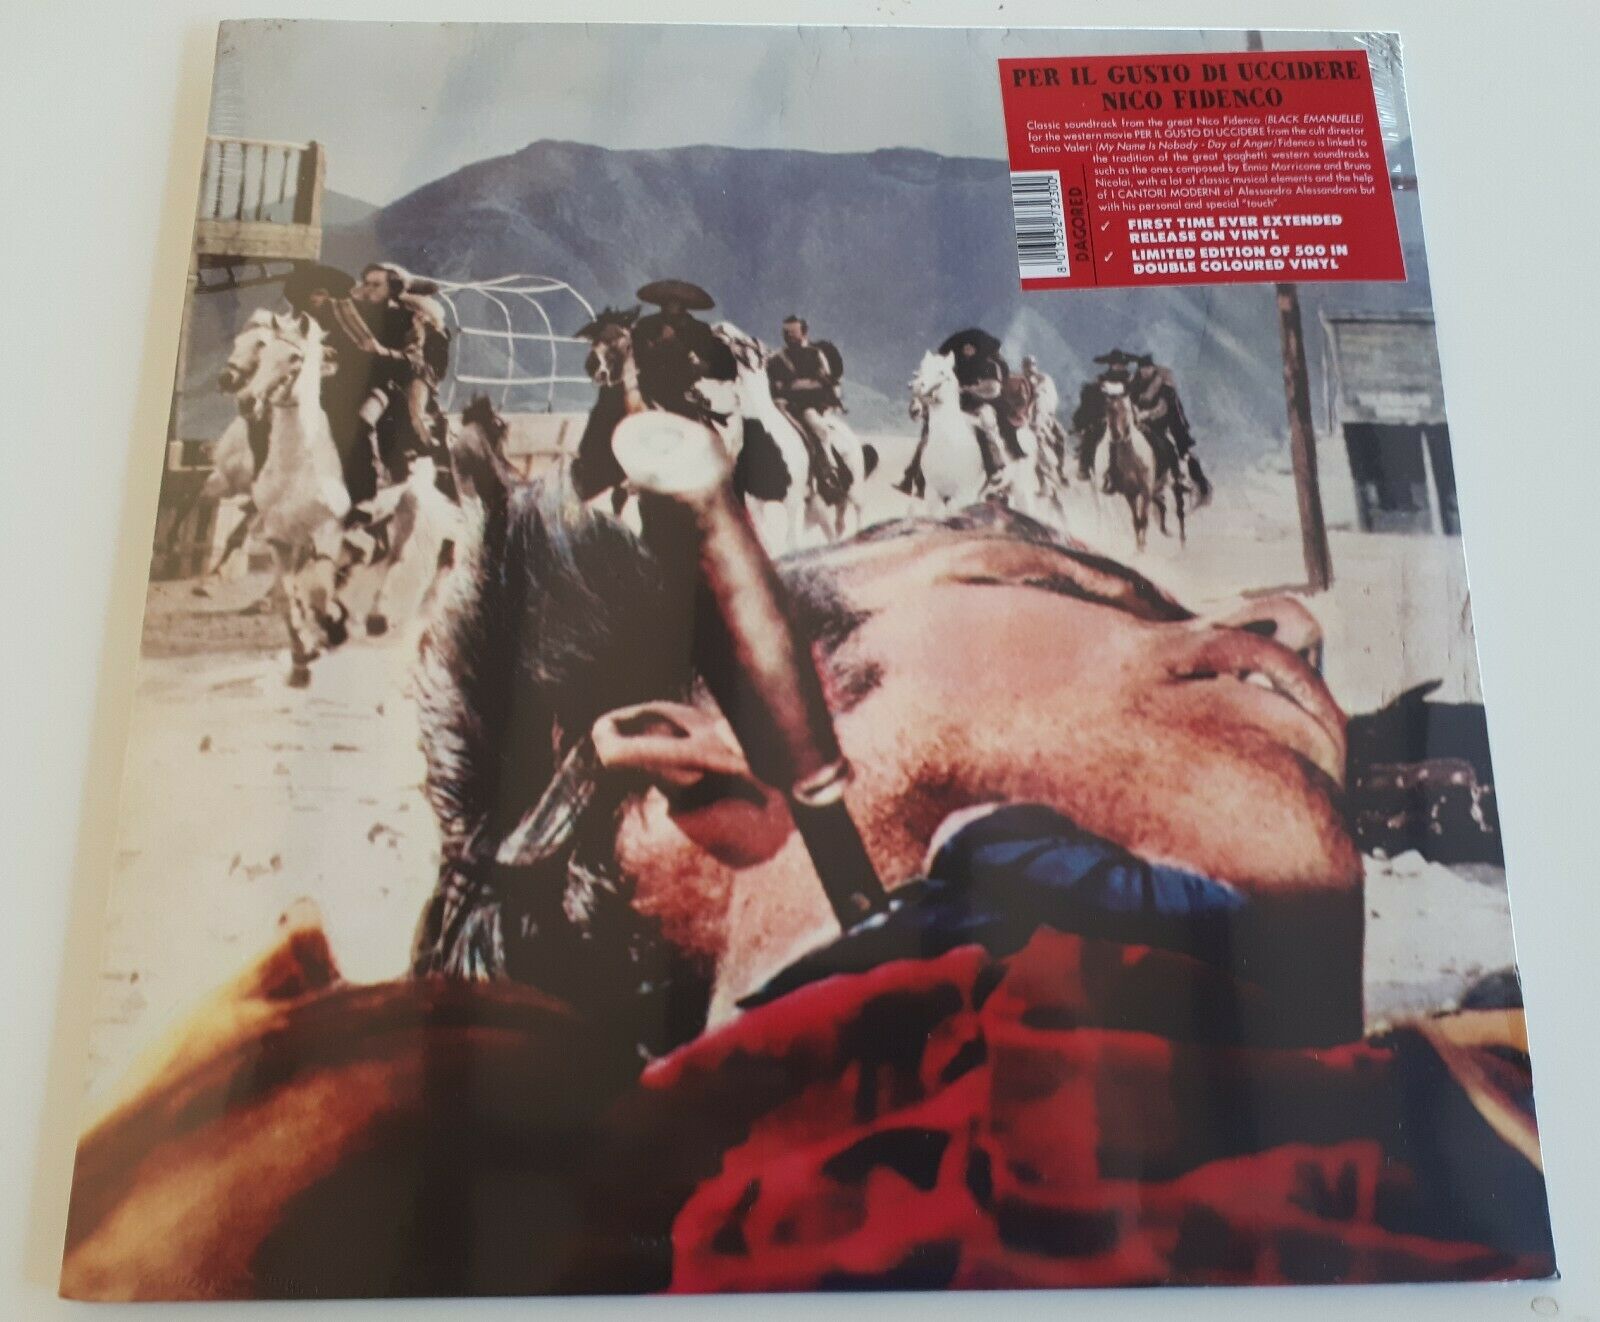 PER IL GUSTO DI UCCIDERE
NICO FIDENCO
Classic soundtrack from the great Nico Fidenco (BLACK EMANUELLE)
for the western movie PER IL GUSTO DI UCCIDERE from the cult director
Tonino Valeri (My Name Is Nobody - Day of Anger) Fidenco is linked to
the tradition of the great spaghetti western soundtracks
such as the ones composed by Ennio Morricone and Bruno
Nicolai, with a lot of classic musical elements and the help
of I CANTORI MODERNI of Alessandro Alessandroni but
with his personal and special "touch"
✓ FIRST TIME EVER EXTENDED
RELEASE ON VINYL
✓ LIMITED EDITION OF 500 IN
DOUBLE COLOURED VINYL
8 013252 732300
DAGORED